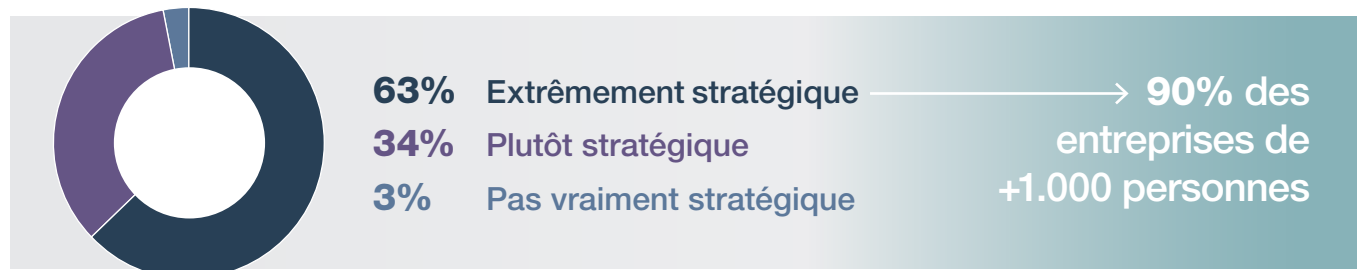 63% Extrêmement stratégique
34% Plutôt stratégique
3% Pas vraiment stratégique
90% des
entreprises de
+1.000 personnes